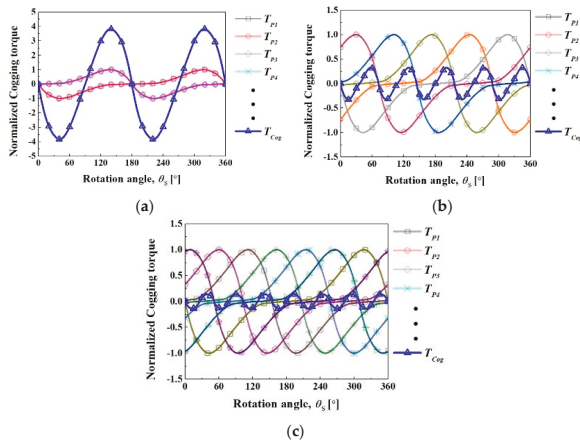 Normalized Cogging torque
5
4
3
2
1
0
-1
-2
-3
-4
-5
0 60 120 180 240 300 360
Rotation angle, θS [°]
TP1
TP2
TP3
TP4
TCog
(a)
Normalized Cogging torque
1.5
1.0
0.5
0.0
-0.5
-1.0
-1.5
0 60 120 180 240 300 360
Rotation angle, θS [°]
TP1
TP2
TP3
TP4
TCog
(b)
Normalized Cogging torque
1.5
1.0
0.5
0.0
-0.5
-1.0
-1.5
0 60 120 180 240 300 360
Rotation angle, θS [°]
TP1
TP2
TP3
TP4
TCog
(c)